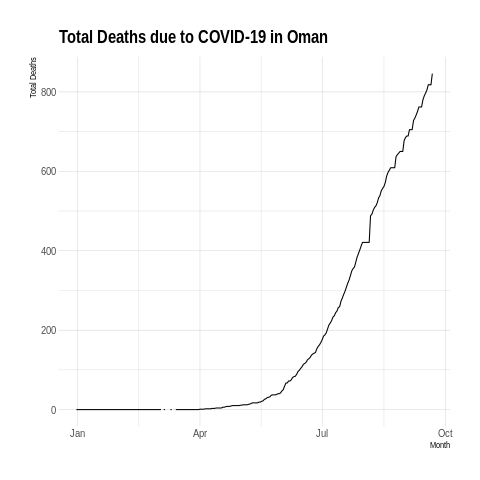 Total Deaths due to COVID-19 in Oman
Total Deaths
800
600
400
200
0
Jan Apr Jul Oct
Month